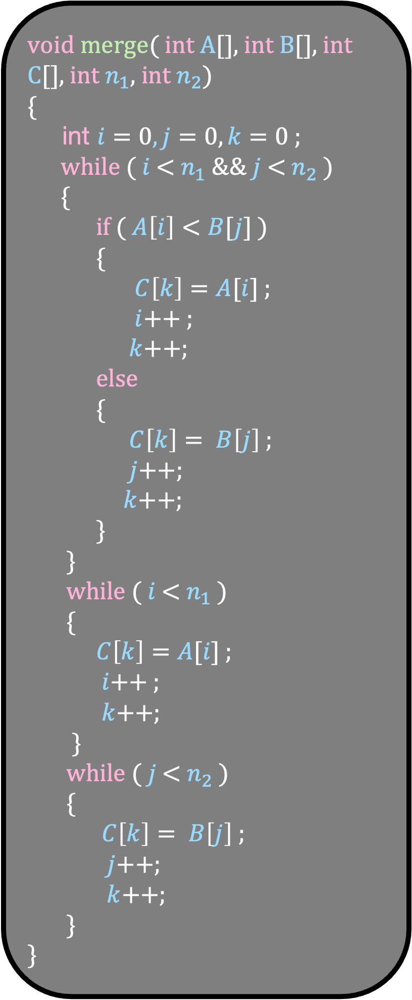 void merge( int A[], int B[], int
C[], int n₁, int n₂)
{
int i = 0, j = 0, k = 0 ;
while ( i < n₁ && j < n₂ )
{
if ( A[i] < B[j] )
{
C[k] = A[i] ;
i++ ;
k++;
else
{
C[k] = B[j] ;
j++;
k++;
}
}
while ( i < n₁ )
{
C[k] = A[i] ;
i++ ;
k++;
}
while ( j < n₂ )
{
C[k] = B[j] ;
j++;
k++;
}
}